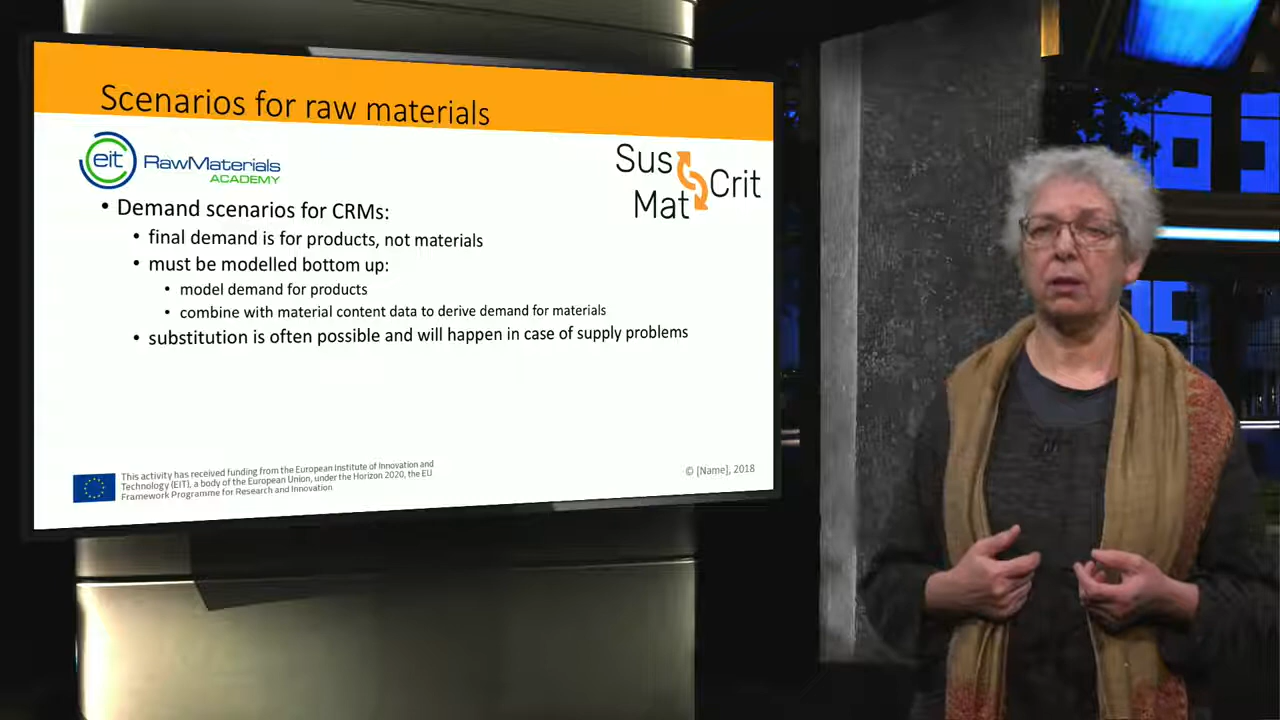 Scenarios for raw materials
eit RawMaterials
ACADEMY
Sus Crit
Mat
• Demand scenarios for CRMs:
• final demand is for products, not materials
• must be modelled bottom up:
• model demand for products
• combine with material content data to derive demand for materials
• substitution is often possible and will happen in case of supply problems
This activity has received funding from the European Institute of Innovation and
Technology (EIT), a body of the European Union, under the Horizon 2020, the EU
Framework Programme for Research and Innovation
© [Name], 2018